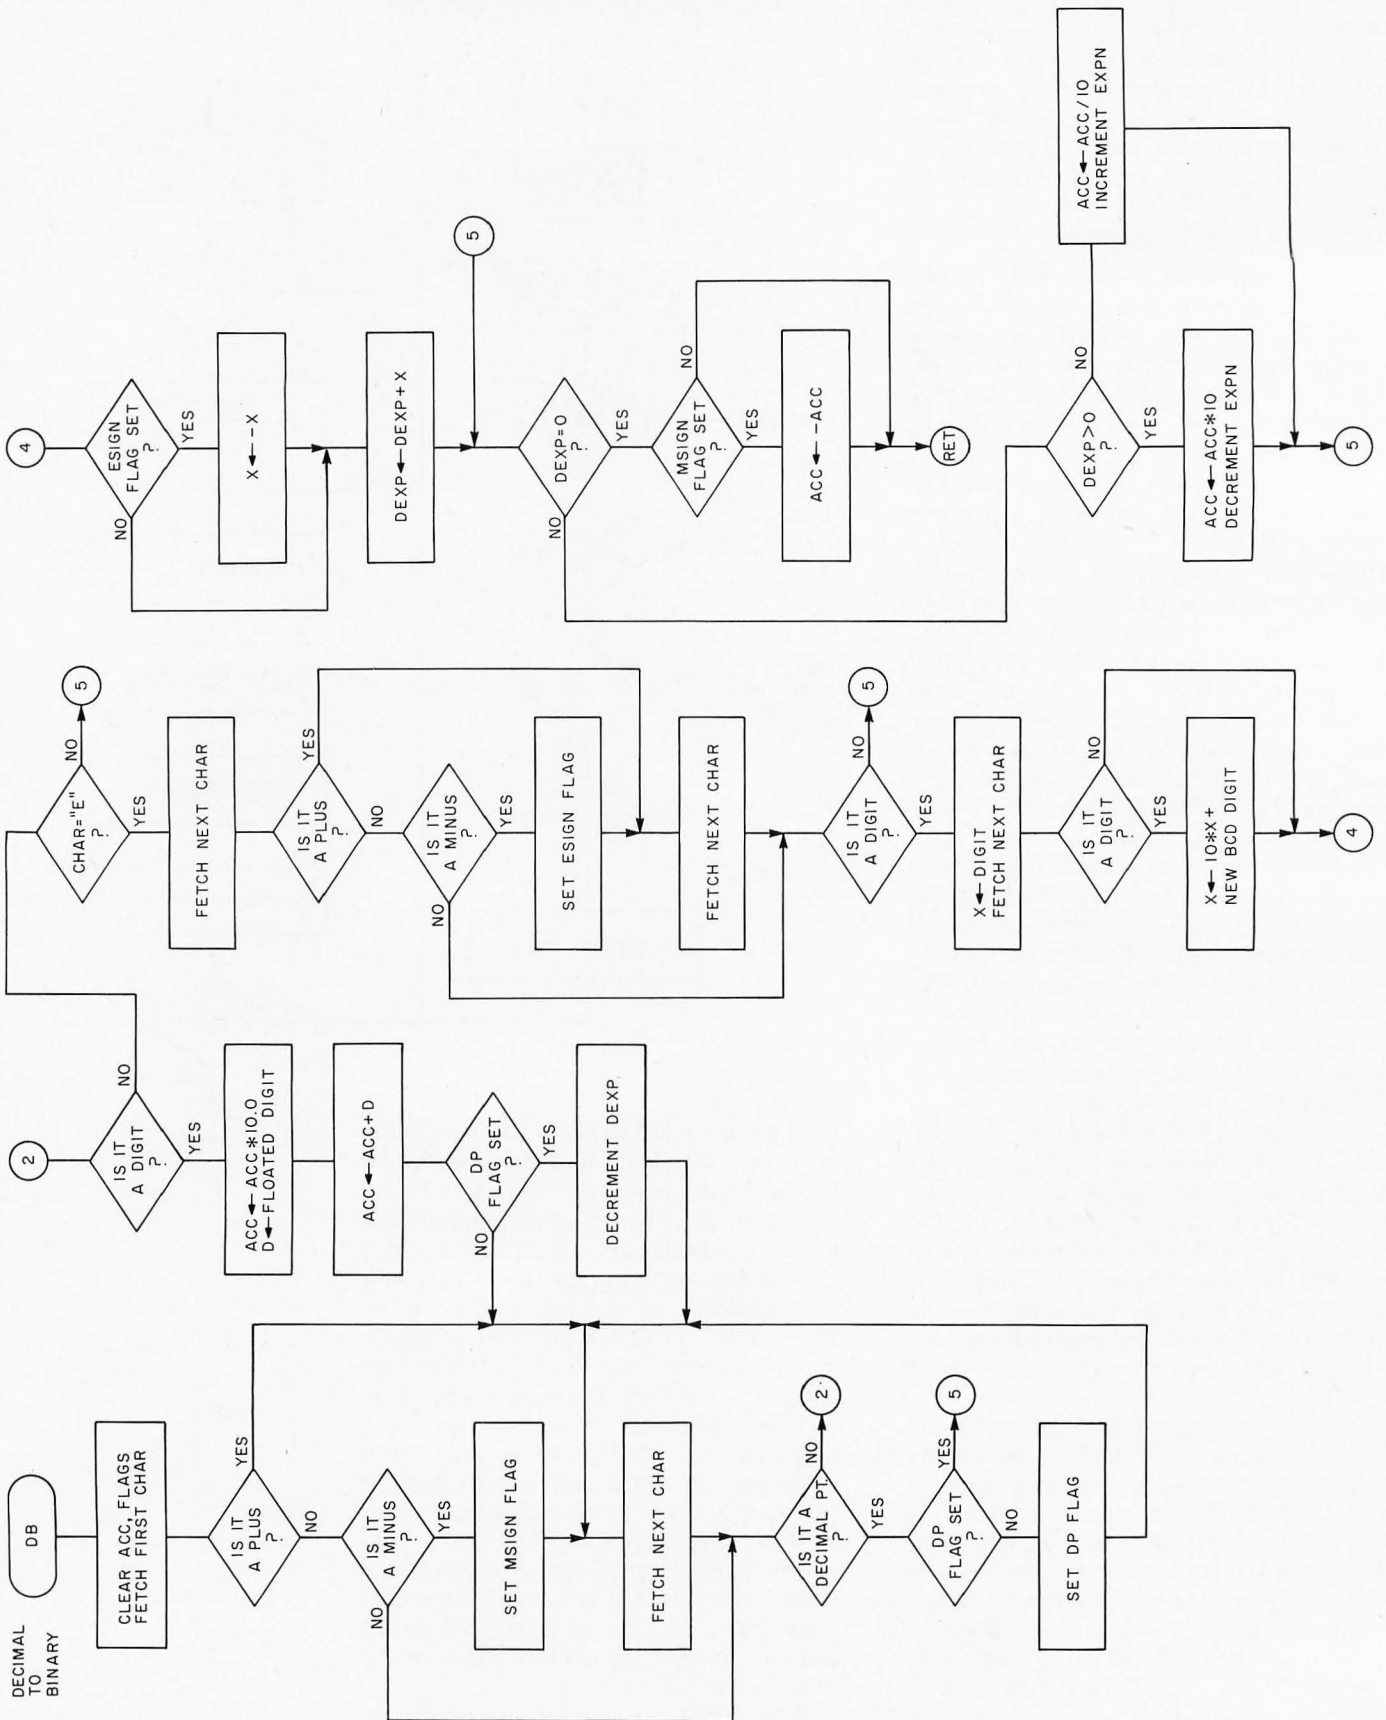 DECIMAL
TO
BINARY
DB
CLEAR ACC, FLAGS
FETCH FIRST CHAR
IS IT
A PLUS
?
YES
NO
IS IT
A MINUS
?
NO
YES
SET MSIGN FLAG
FETCH NEXT CHAR
IS IT A
DECIMAL PT.
?
NO
2
YES
DP
FLAG SET
?
YES
5
NO
SET DP FLAG
2
IS IT
A DIGIT
?
NO
YES
ACC←ACC*10.0
D←FLOATED DIGIT
ACC←ACC+D
DP
FLAG SET
?
NO
YES
DECREMENT DEXP
CHAR="E"
?
NO
5
YES
FETCH NEXT CHAR
IS IT
A PLUS
?
YES
NO
IS IT
A MINUS
?
NO
YES
SET ESIGN FLAG
FETCH NEXT CHAR
IS IT
A DIGIT
?
NO
5
YES
X←DIGIT
FETCH NEXT CHAR
IS IT
A DIGIT
?
NO
YES
X←10*X+
NEW BCD DIGIT
4
4
ESIGN
FLAG SET
?
NO
YES
X←-X
DEXP←DEXP+X
5
DEXP=0
?
NO
YES
MSIGN
FLAG SET
?
NO
YES
ACC←-ACC
RET
DEXP>0
?
NO
YES
ACC←ACC/10
INCREMENT EXPN
ACC←ACC*10
DECREMENT EXPN
5